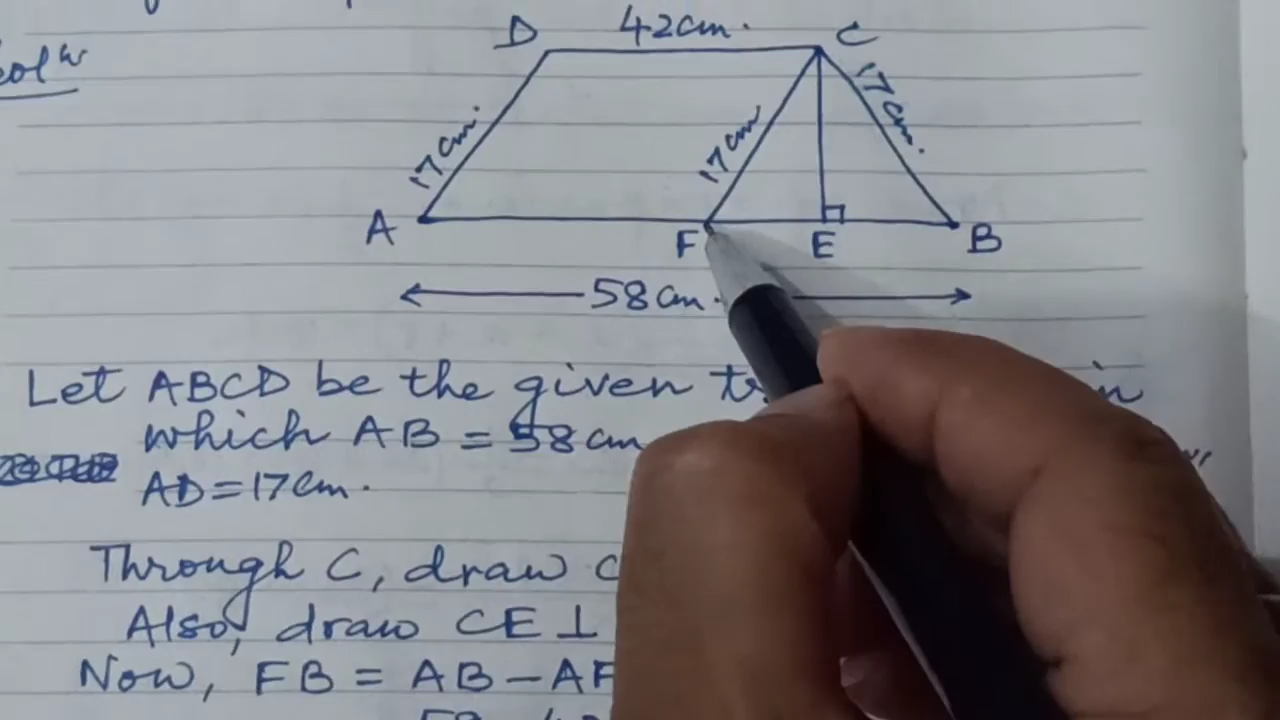 Solⁿ
D 42cm. C
17cm. 17cm 17cm.
A F E B
58cm.
Let ABCD be the given in
which AB = 58cm
AD=17cm.
Through C, draw
Also, draw CE⊥
Now, FB = AB-AF